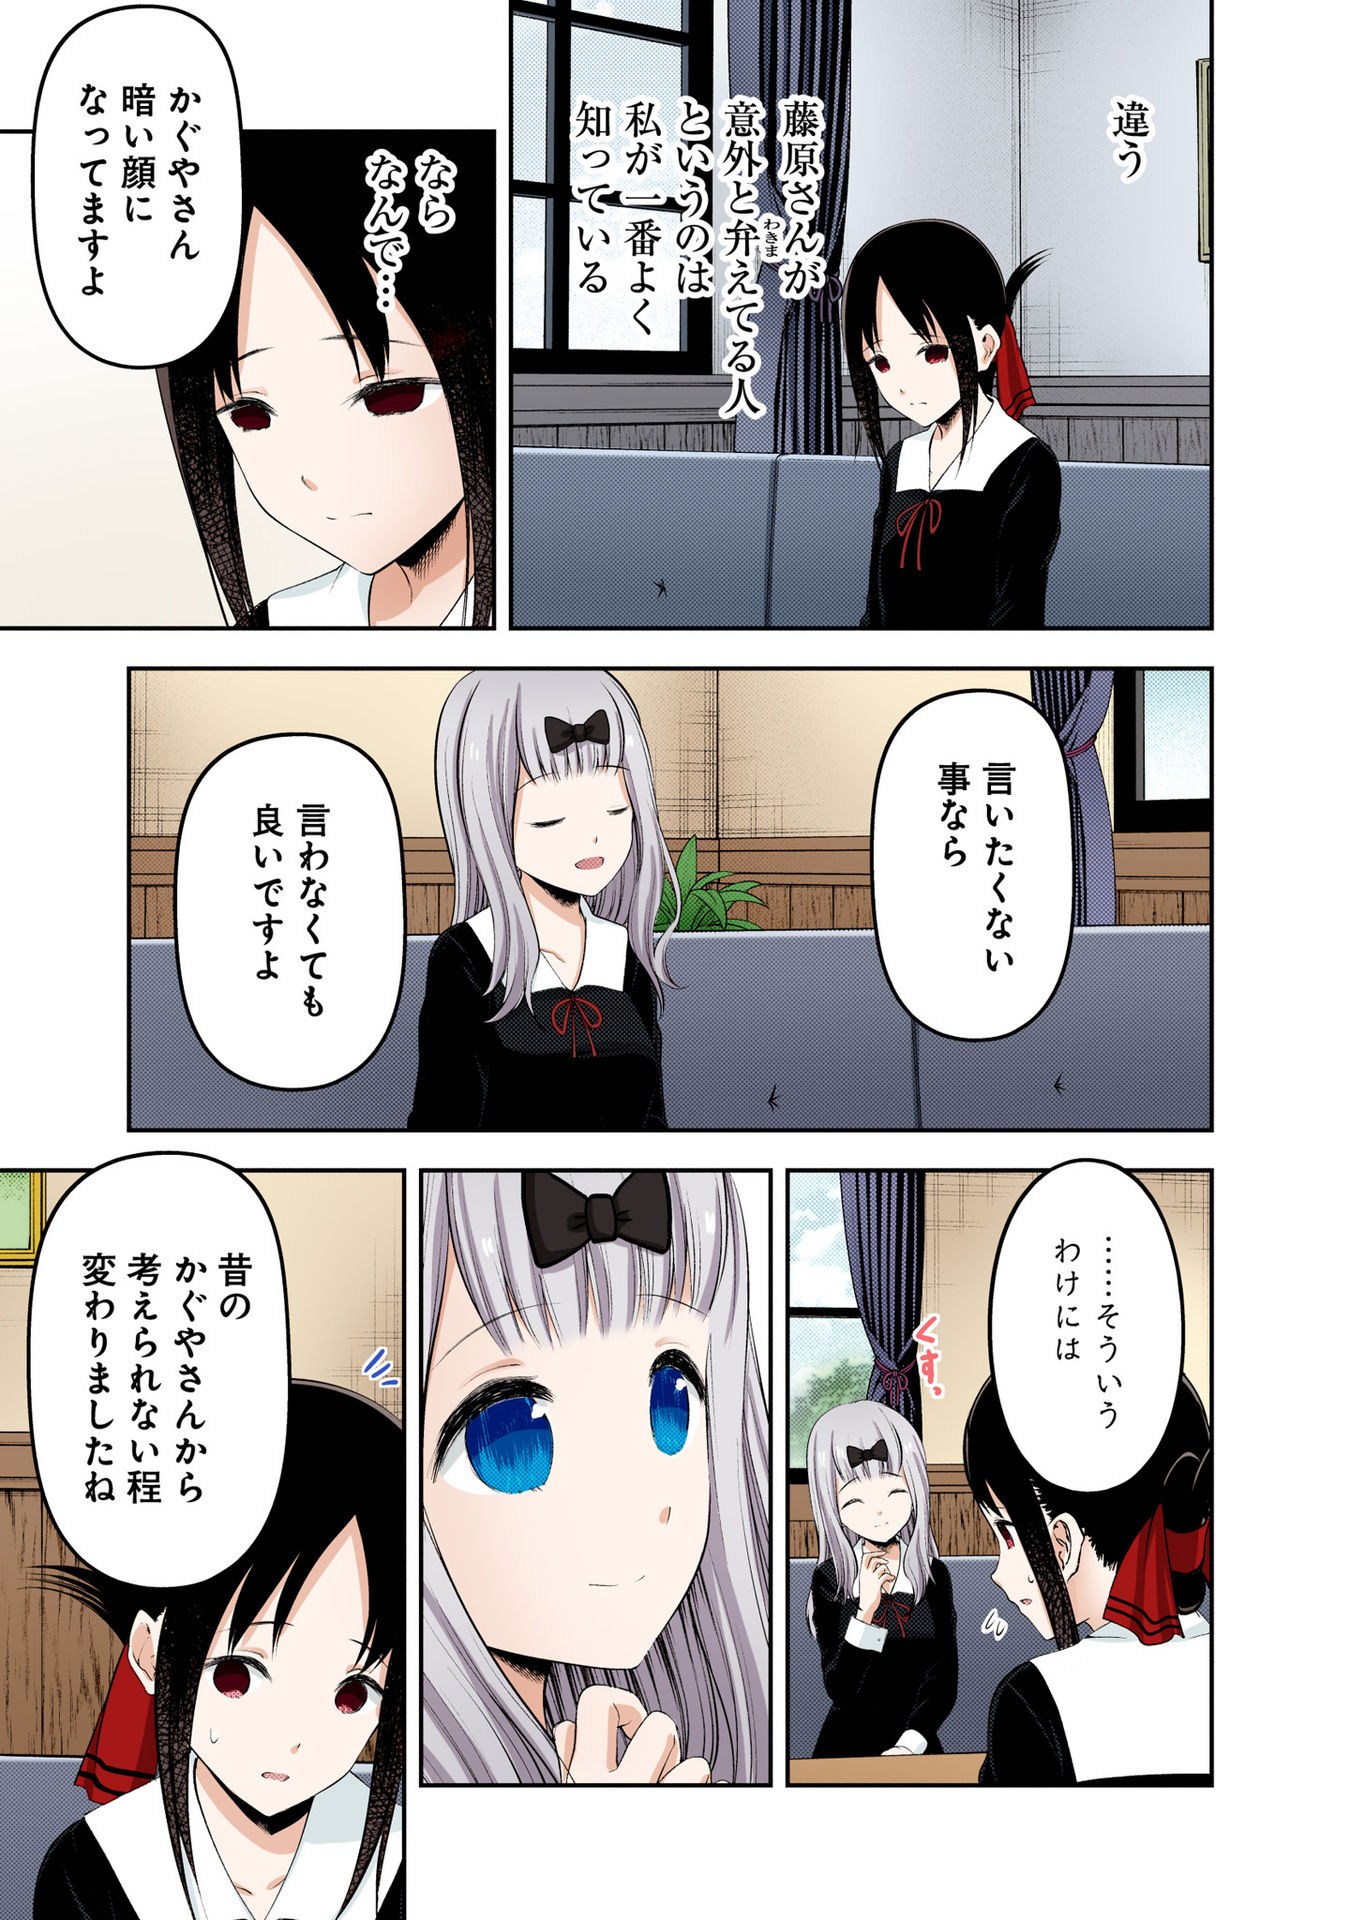 違う
藤原さんが
意外と弁えてる人
わきま
というのは
私が一番よく
知っている
なら
なんで…
かぐやさん
暗い顔に
なってますよ
言いたくない
事なら
言わなくても
良いですよ
……そういう
わけには
くすっ
昔の
かぐやさんから
考えられない程
変わりましたね